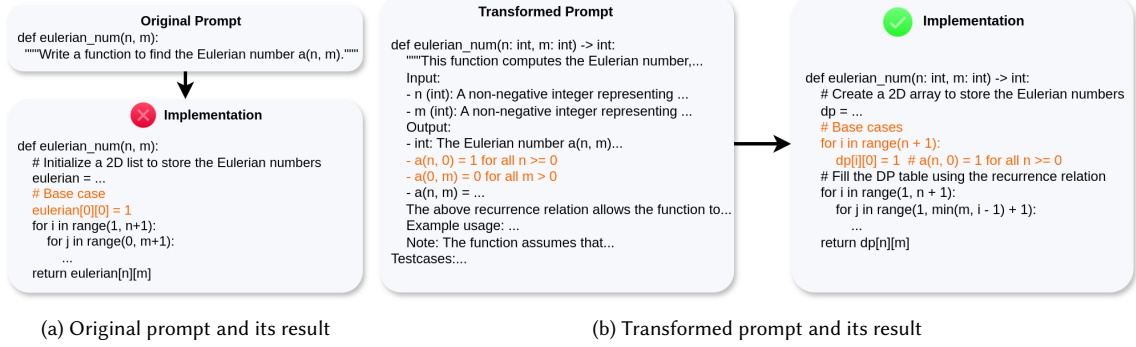 Original Prompt
def eulerian_num(n, m):
""""Write a function to find the Eulerian number a(n, m).""""
Implementation
def eulerian_num(n, m):
# Initialize a 2D list to store the Eulerian numbers
eulerian = ...
# Base case
eulerian[0][0] = 1
for i in range(1, n+1):
for j in range(0, m+1):
...
return eulerian[n][m]
(a) Original prompt and its result
Transformed Prompt
def eulerian_num(n: int, m: int) -> int:
""""This function computes the Eulerian number,...
Input:
- n (int): A non-negative integer representing ...
- m (int): A non-negative integer representing ...
Output:
- int: The Eulerian number a(n, m)...
- a(n, 0) = 1 for all n >= 0
- a(0, m) = 0 for all m > 0
- a(n, m) = ...
The above recurrence relation allows the function to...
Example usage: ...
Note: The function assumes that...
Testcases:...
Implementation
def eulerian_num(n: int, m: int) -> int:
# Create a 2D array to store the Eulerian numbers
dp = ...
# Base cases
for i in range(n + 1):
dp[i][0] = 1 # a(n, 0) = 1 for all n >= 0
# Fill the DP table using the recurrence relation
for i in range(1, n + 1):
for j in range(1, min(m, i - 1) + 1):
...
return dp[n][m]
(b) Transformed prompt and its result